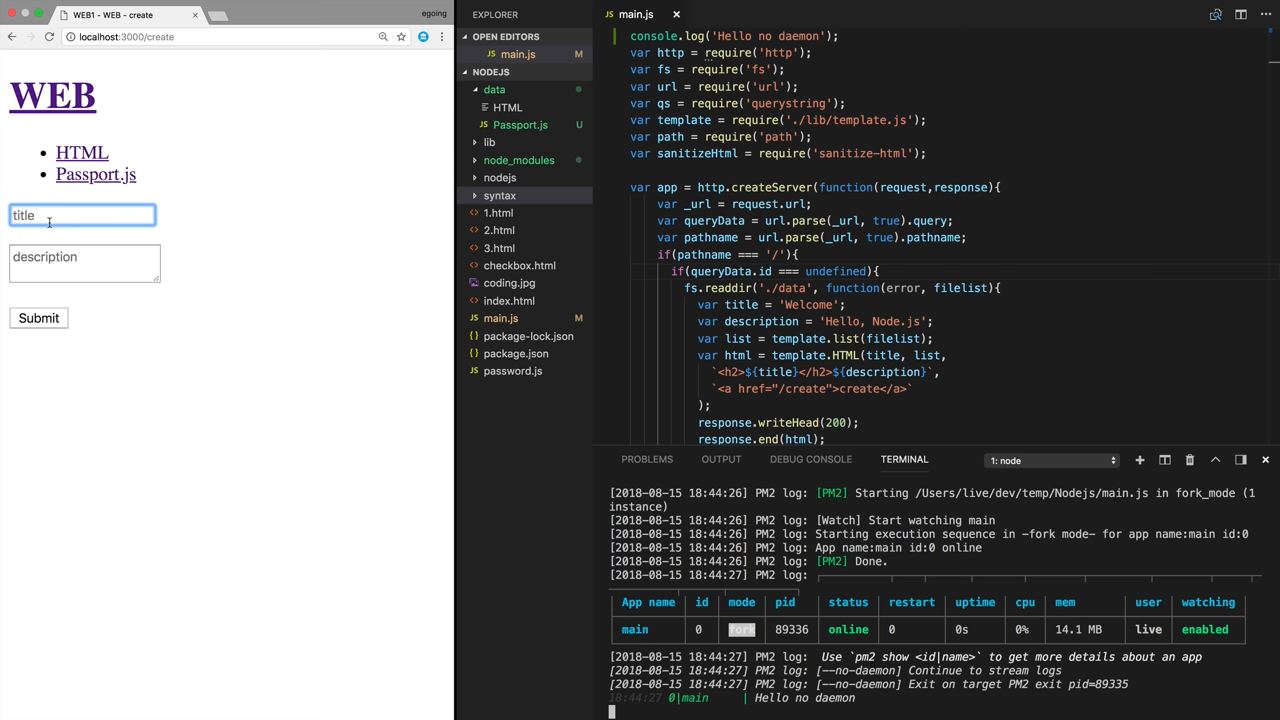 WEB1 - WEB - create
egoing
localhost:3000/create
WEB
HTML
Passport.js
title
description
Submit
EXPLORER
OPEN EDITORS
JS main.js M
NODEJS
data
HTML
JS Passport.js U
lib
node_modules
nodejs
syntax
<> 1.html
<> 2.html
<> 3.html
<> checkbox.html
coding.jpg
<> index.html
JS main.js M
{} package-lock.json
{} package.json
JS password.js
JS main.js
console.log('Hello no daemon');
var http = require('http');
var fs = require('fs');
var url = require('url');
var qs = require('querystring');
var template = require('./lib/template.js');
var path = require('path');
var sanitizeHtml = require('sanitize-html');
var app = http.createServer(function(request,response){
var _url = request.url;
var queryData = url.parse(_url, true).query;
var pathname = url.parse(_url, true).pathname;
if(pathname === '/'){
if(queryData.id === undefined){
fs.readdir('./data', function(error, filelist){
var title = 'Welcome';
var description = 'Hello, Node.js';
var list = template.list(filelist);
var html = template.HTML(title, list,
`<h2>${title}</h2>${description}`,
`<a href="/create">create</a>`
);
response.writeHead(200);
response.end(html);
PROBLEMS OUTPUT DEBUG CONSOLE TERMINAL 1: node
[2018-08-15 18:44:26] PM2 log: [PM2] Starting /Users/live/dev/temp/Nodejs/main.js in fork_mode (1
instance)
[2018-08-15 18:44:26] PM2 log: [Watch] Start watching main
[2018-08-15 18:44:26] PM2 log: Starting execution sequence in -fork mode- for app name:main id:0
[2018-08-15 18:44:26] PM2 log: App name:main id:0 online
[2018-08-15 18:44:26] PM2 log: [PM2] Done.
[2018-08-15 18:44:27] PM2 log:
App name id mode pid status restart uptime cpu mem user watching
main 0 fork 89336 online 0 0s 0% 14.1 MB live enabled
[2018-08-15 18:44:27] PM2 log: Use `pm2 show <id|name>` to get more details about an app
[2018-08-15 18:44:27] PM2 log: [--no-daemon] Continue to stream logs
[2018-08-15 18:44:27] PM2 log: [--no-daemon] Exit on target PM2 exit pid=89335
18:44:27 0|main | Hello no daemon